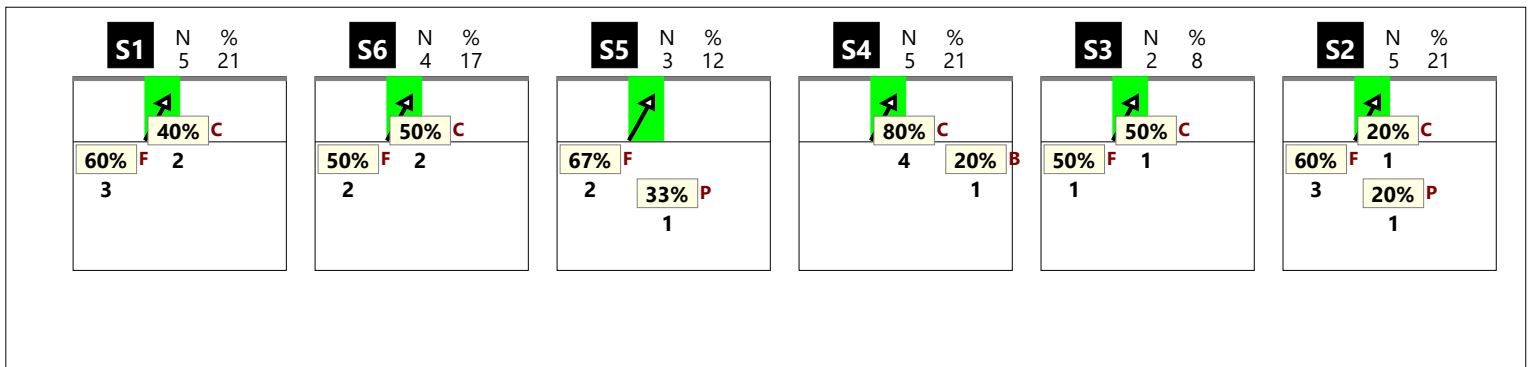 S1 N % 5 21
40% C
60% F 2
3
S6 N % 4 17
50% C
50% F 2
2
S5 N % 3 12
67% F
2
33% P
1
S4 N % 5 21
80% C
4 20% B
1
S3 N % 2 8
50% C
50% F 1
1
S2 N % 5 21
20% C
60% F 1
3 20% P
1